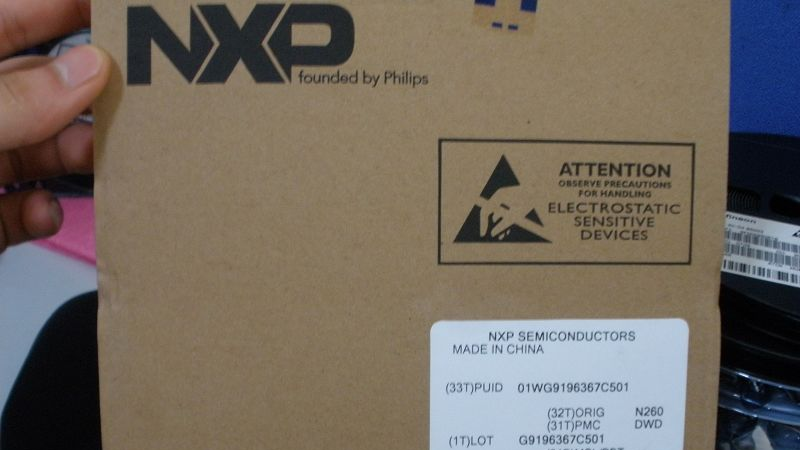 NXP
founded by Philips
ATTENTION
OBSERVE PRECAUTIONS
FOR HANDLING
ELECTROSTATIC
SENSITIVE
DEVICES
NXP SEMICONDUCTORS
MADE IN CHINA
(33T)PUID 01WG9196367C501
(32T)ORIG N260
(31T)PMC DWD
(1T)LOT G9196367C501